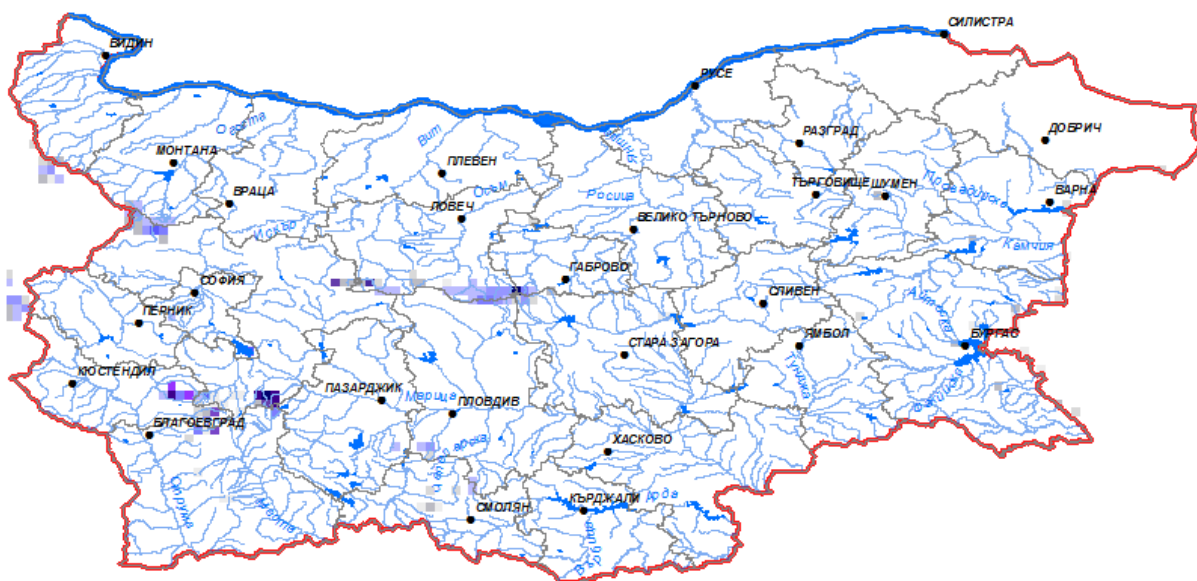 СИЛИСТРА
ВИДИН
РУСЕ
Огоста
Вит
РАЗГРАД
ДОБРИЧ
МОНТАНА
ПЛЕВЕН
ВРАЦА
Осъм
Росица
ТЪРГОВИЩЕ
ШУМЕН
ВАРНА
ЛОВЕЧ
Искър
ВЕЛИКО ТЪРНОВО
Камчия
ГАБРОВО
СОФИЯ
СЛИВЕН
ПЕРНИК
ЯМБОЛ
БУРГАС
СТАРА ЗАГОРА
Тунджа
КЮСТЕНДИЛ
ПАЗАРДЖИК
Марица
ПЛОВДИВ
БЛАГОЕВГРАД
ХАСКОВО
Струма
Места
СМОЛЯН
КЪРДЖАЛИ